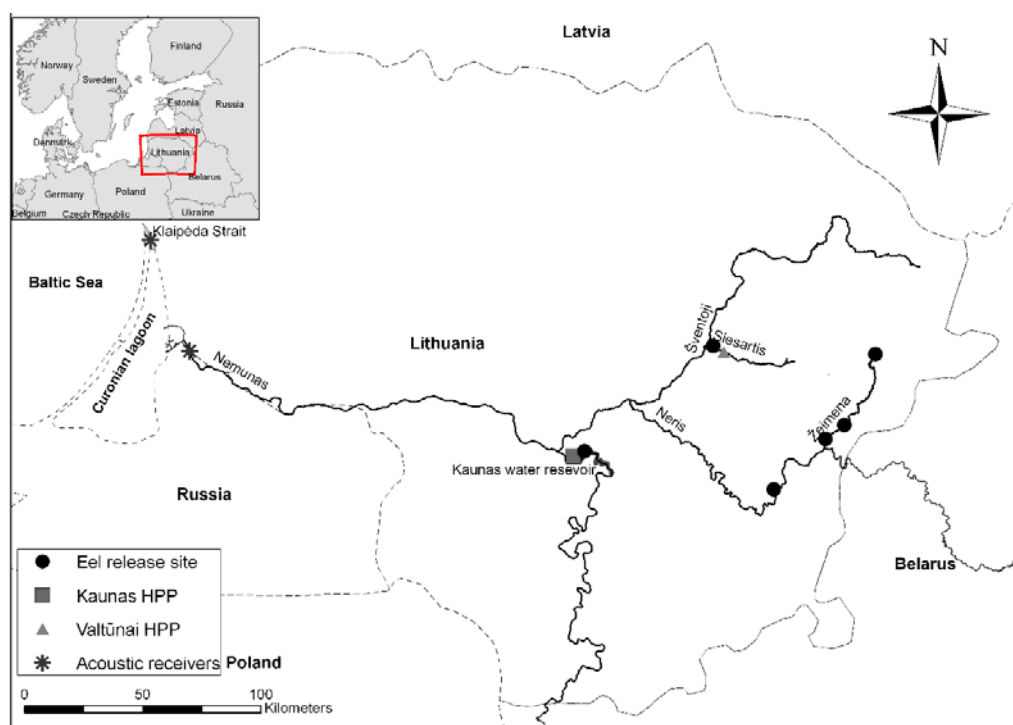 Latvia
N
Norway
Finland
Sweden
Estonia
Russia
Latvia
Denmark
Lithuania
Belarus
Germany
Poland
Belgium
Czech Republic
Ukraine
Klaipėda Strait
Baltic Sea
Curonian lagoon
Nemunas
Lithuania
Šventoji
Siesartis
Neris
Žeimena
Kaunas water resevoir
Russia
Belarus
Eel release site
Kaunas HPP
Valtūnai HPP
Acoustic receivers
Poland
0 25 50 100
Kilometers